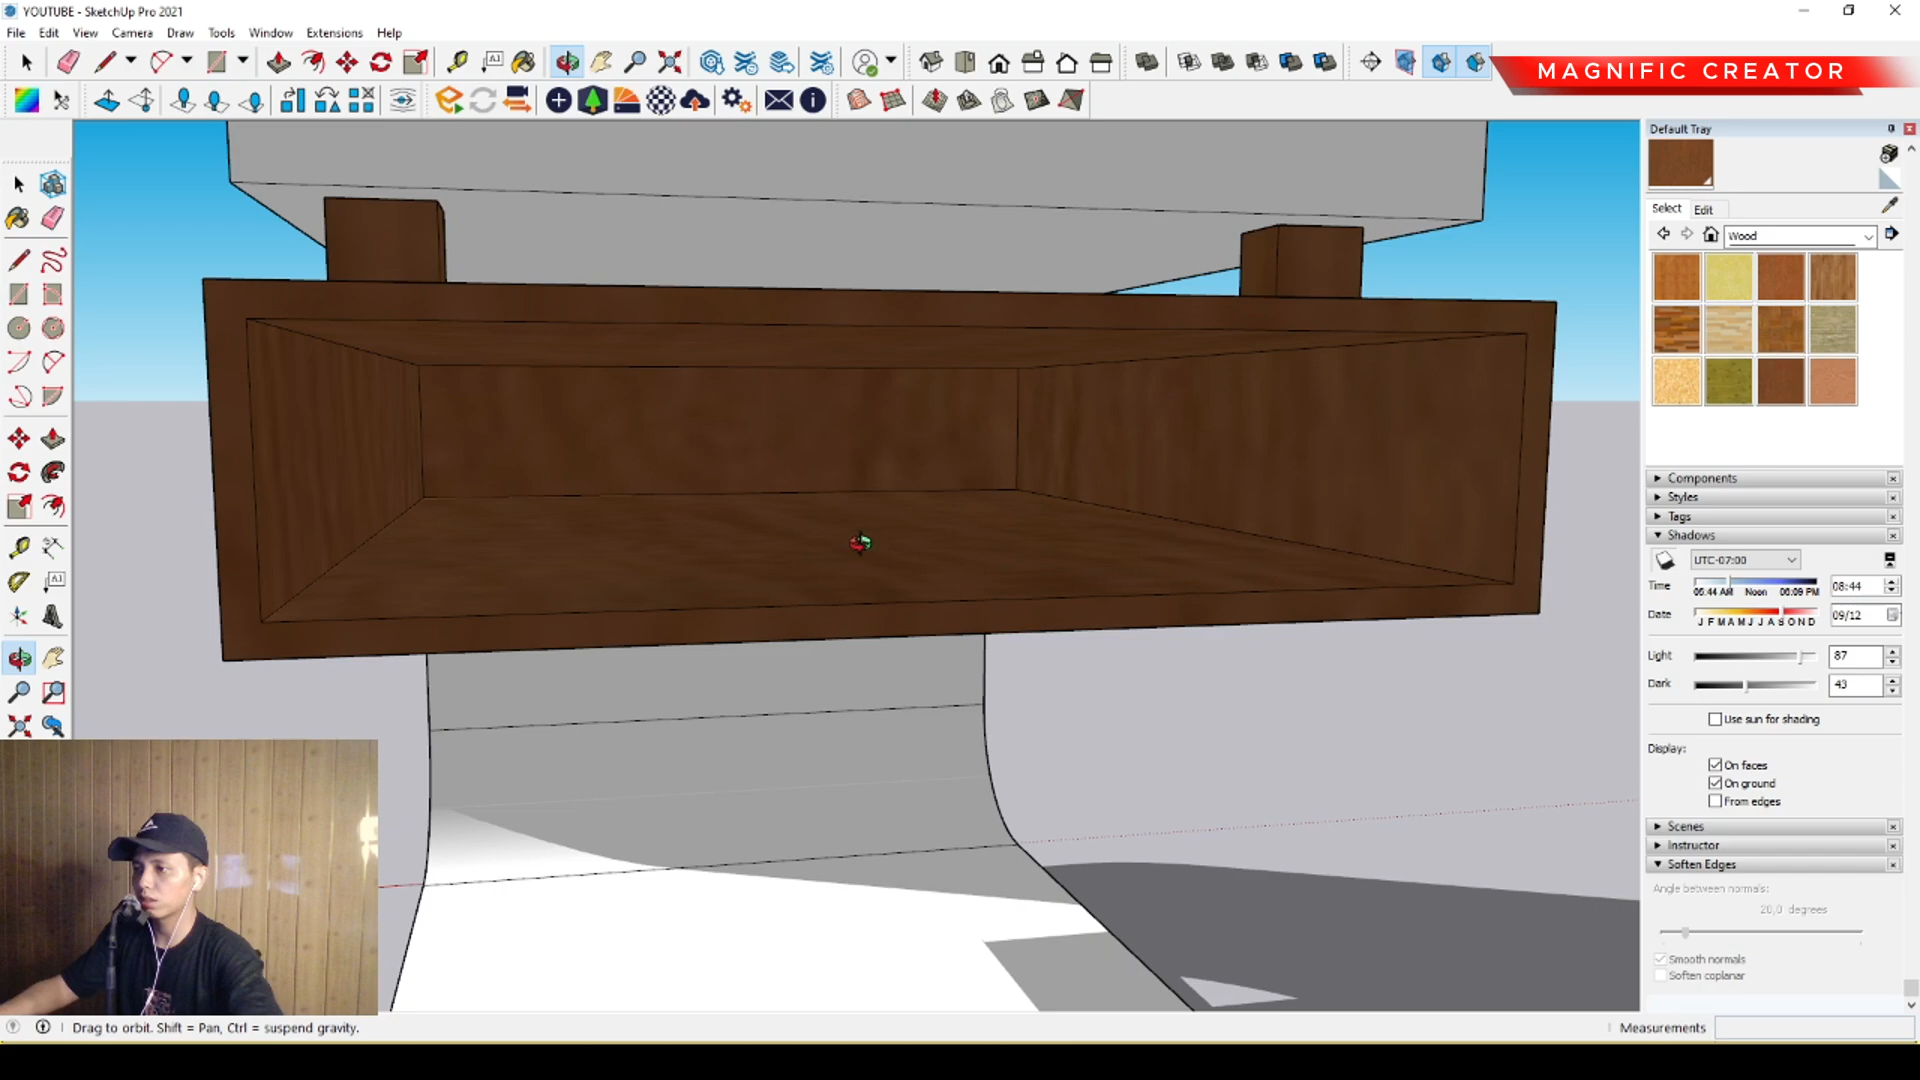 YOUTUBE - SketchUp Pro 2021
File Edit View Camera Draw Tools Window Extensions Help
MAGNIFIC CREATOR
Default Tray
Select Edit
Wood
Components
Styles
Tags
Shadows
UTC-07:00
Time 06:44 AM Noon 06:09 PM 08:44
Date J F M A M J J A S O N D 09/12
Light 87
Dark 43
Use sun for shading
Display:
On faces
On ground
From edges
Scenes
Instructor
Soften Edges
Angle between normals:
20,0 degrees
Smooth normals
Soften coplanar
Drag to orbit. Shift = Pan, Ctrl = suspend gravity.
Measurements